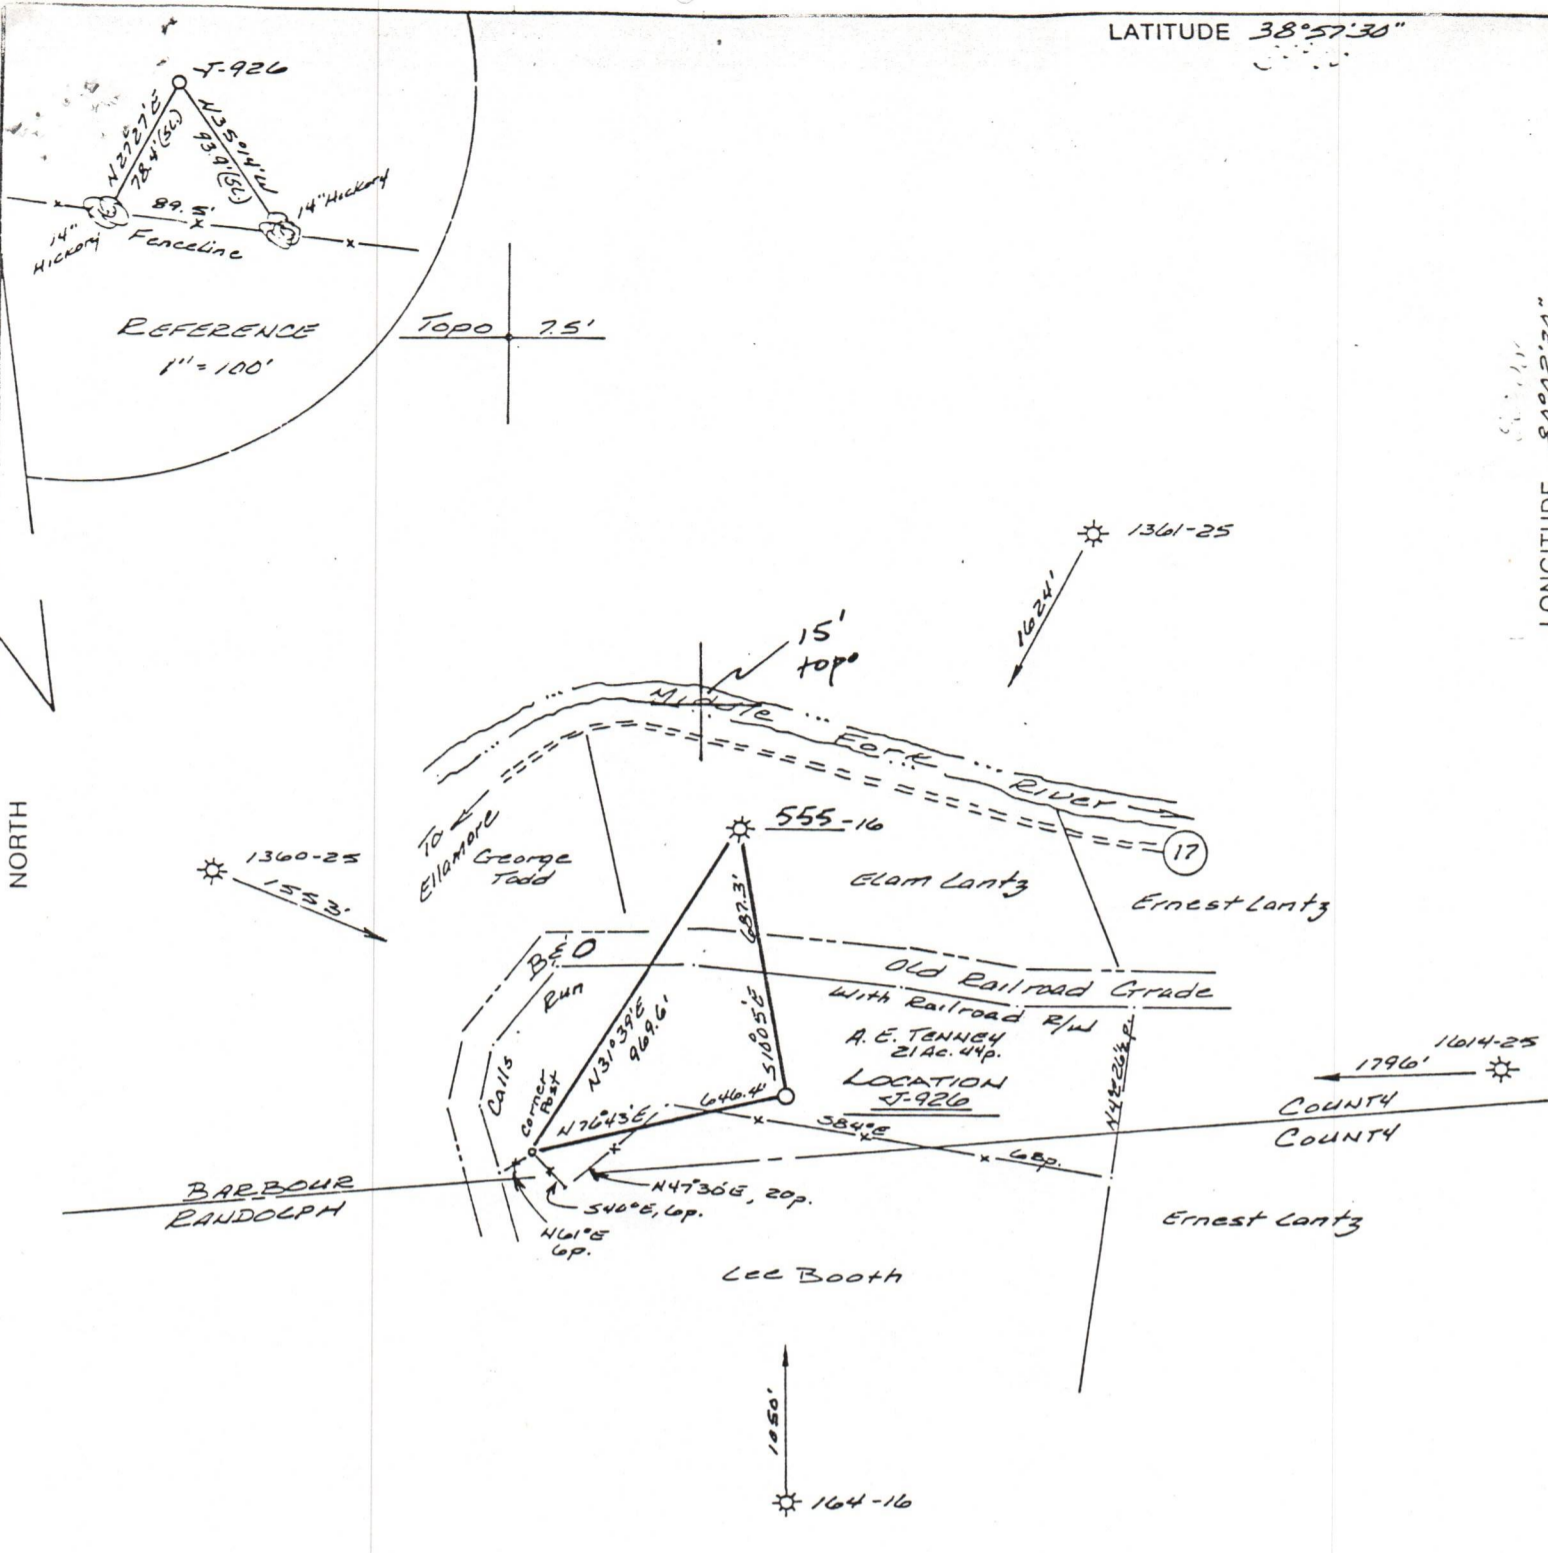 LATITUDE 38°57'30"
J-926
N27°27'E
78.4'(SL.)
N35°14'W
93.9'(SL.)
89.5'
14" Hickory
14"
Hickory
Fenceline
REFERENCE
1" = 100'
Topo 7.5'
LONGITUDE
1361-25
1624'
15'
topo
Middle Fork River
To
Ellamore
17
NORTH
1360-25
1553'
George
Todd
555-16
Elam Lantz
Ernest Lantz
687.3'
S10°05'E
B&O
Run
Calls
Old Railroad Grade
With Railroad R/W
N31°39'E
969.6'
A. E. TENNEY
21 Ac. 44p.
LOCATION
J-926
1614-25
1796'
Corner
Post
N76°43'E
646.4'
S84°E
68p.
COUNTY
COUNTY
BARBOUR
RANDOLPH
N47°30'E, 20p.
S40°E, 6p.
N61°E
6p.
Ernest Lantz
Lee Booth
1050'
164-16